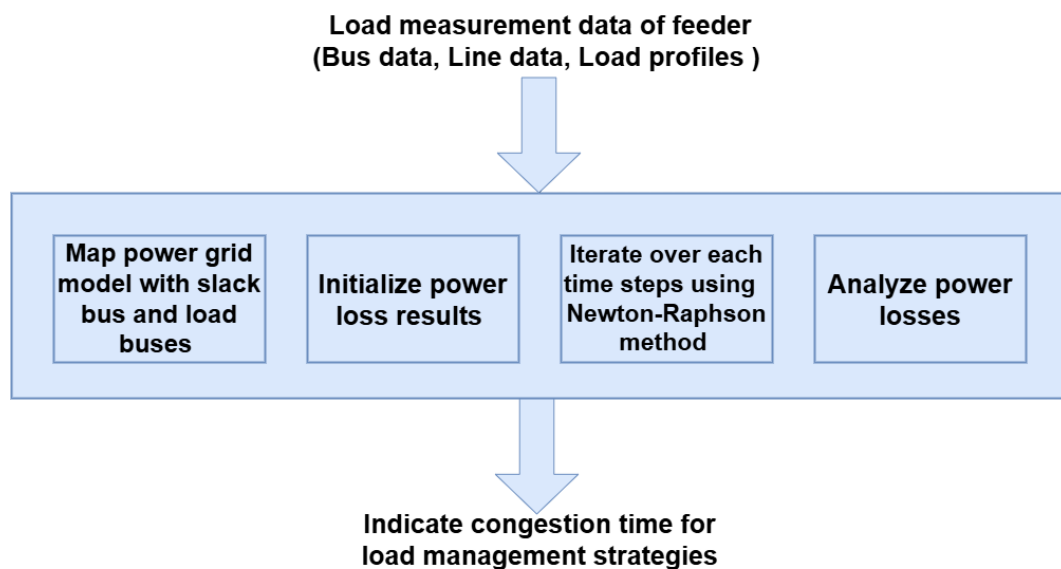 Load measurement data of feeder
(Bus data, Line data, Load profiles )
Map power grid
model with slack
bus and load
buses
Initialize power
loss results
Iterate over each
time steps using
Newton-Raphson
method
Analyze power
losses
Indicate congestion time for
load management strategies